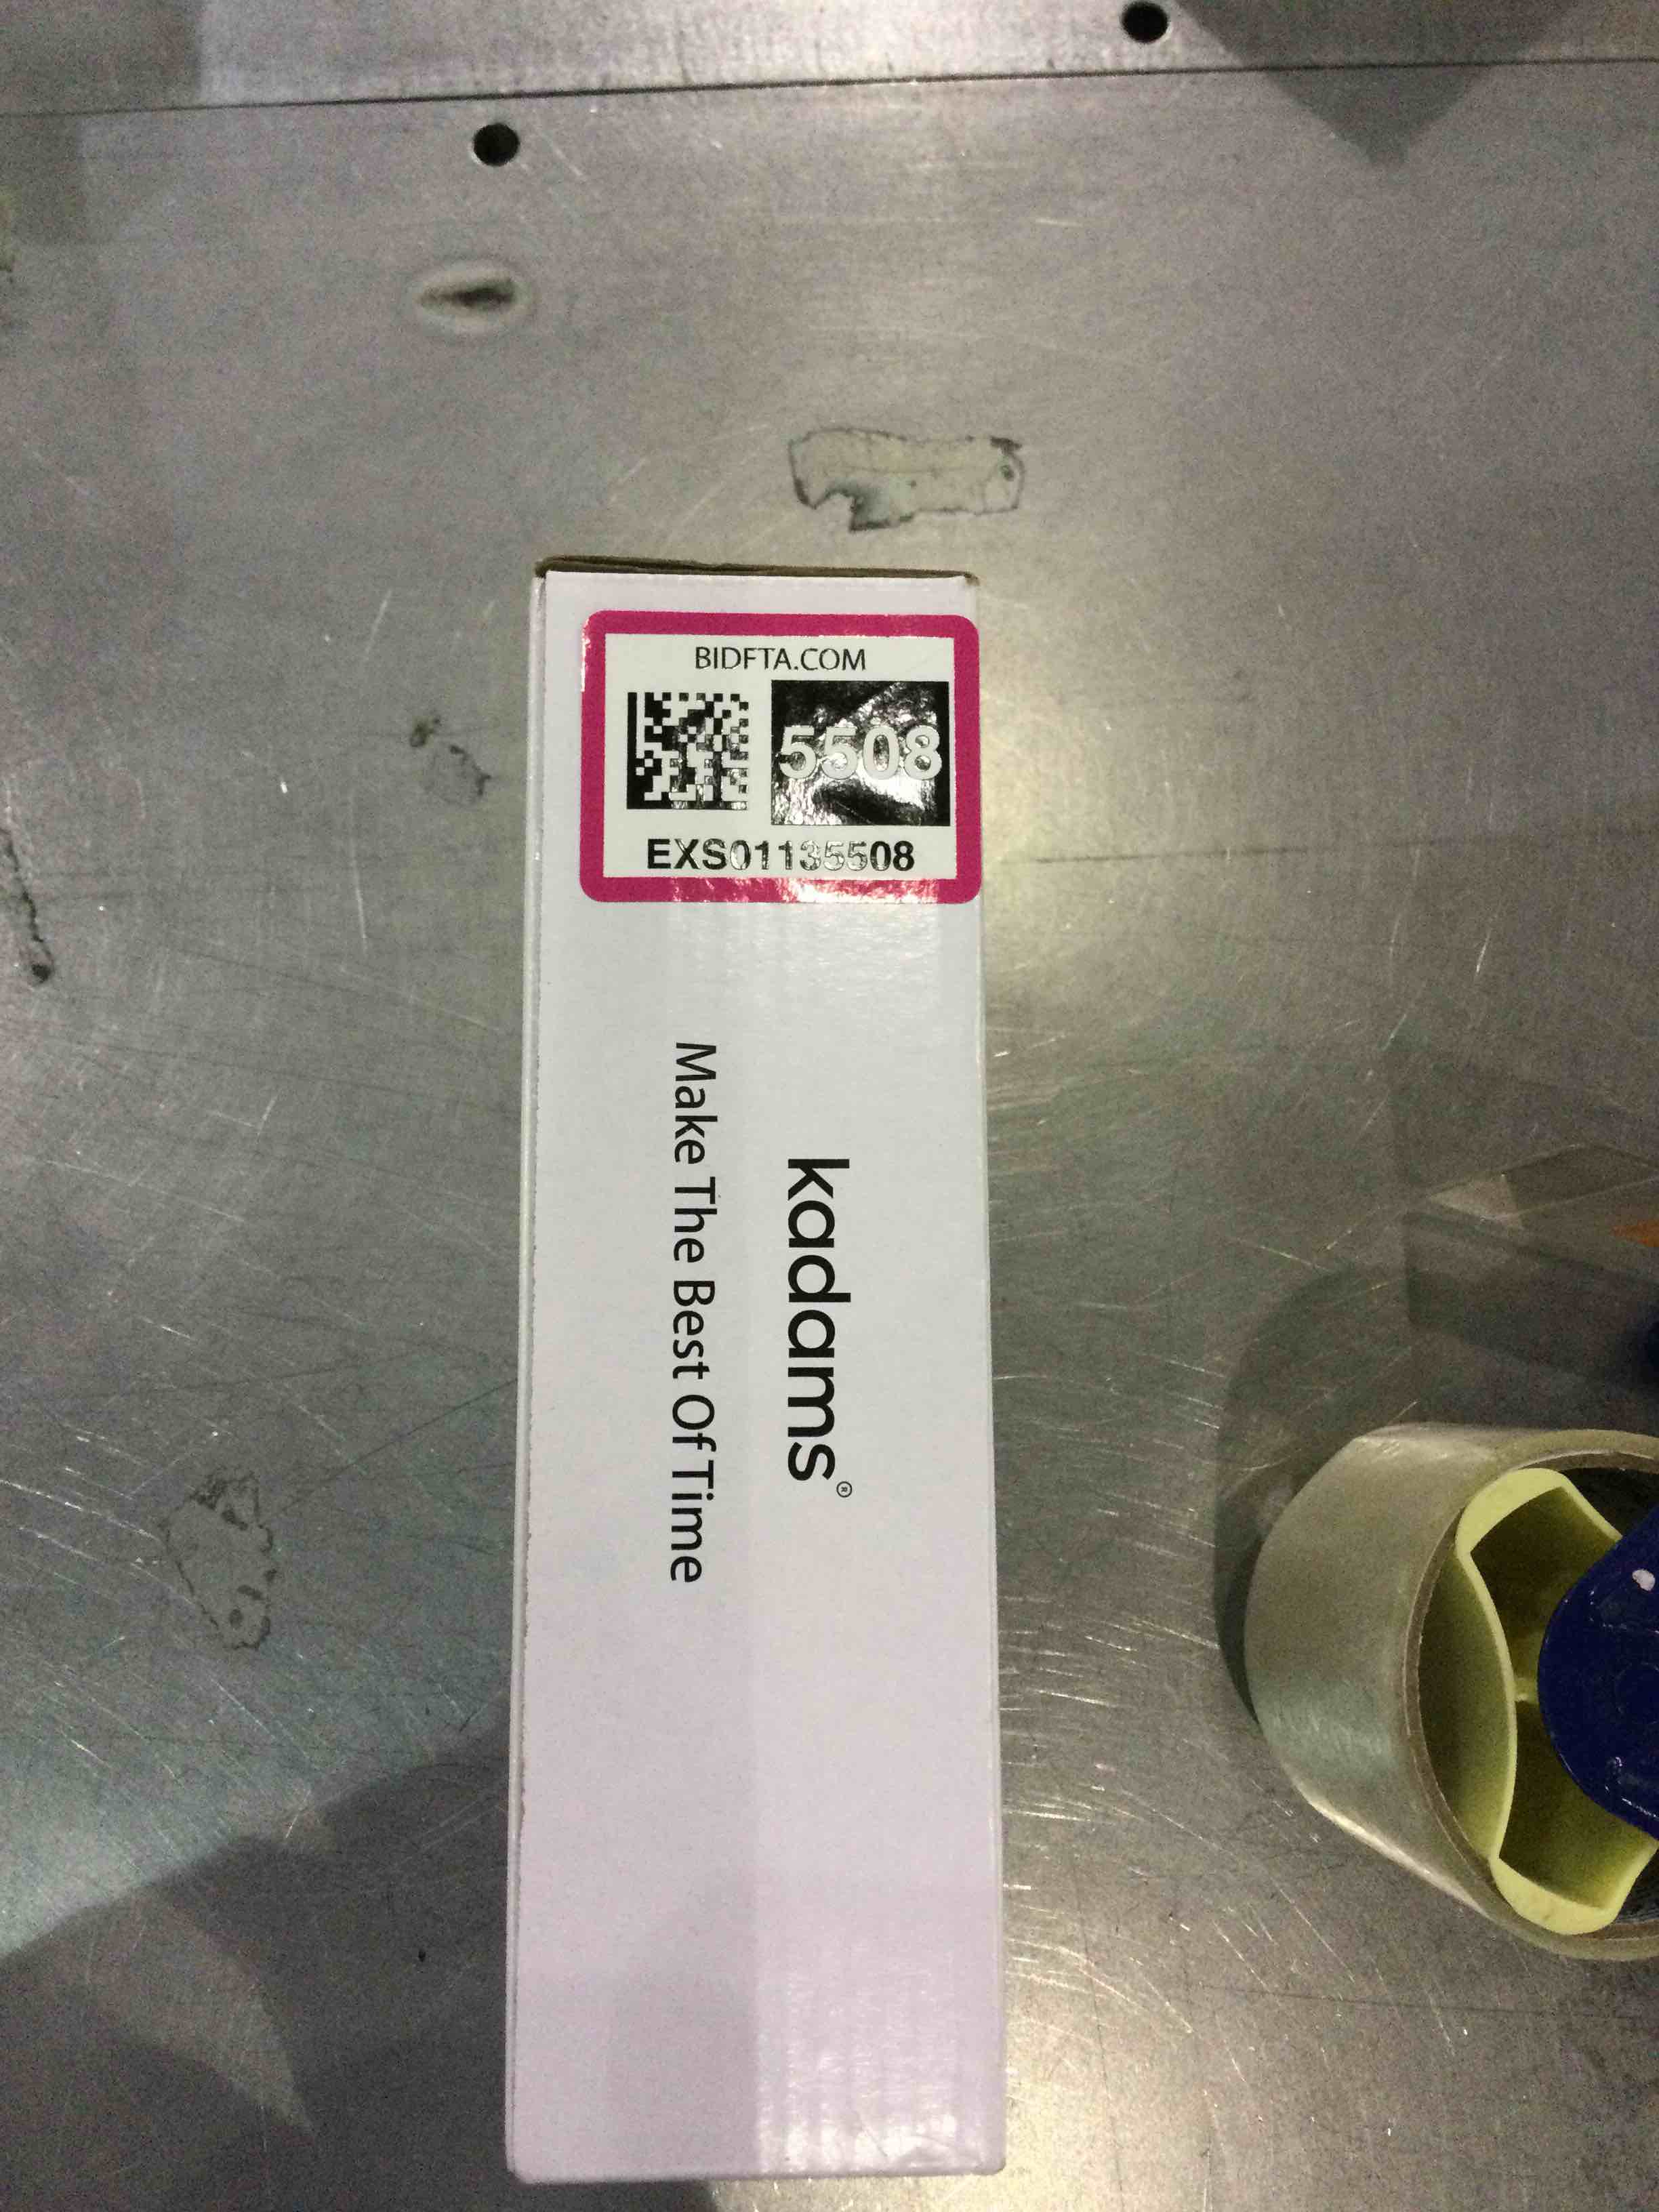 BIDFTA.COM
5508
EXS01135508
kadams®
Make The Best Of Time